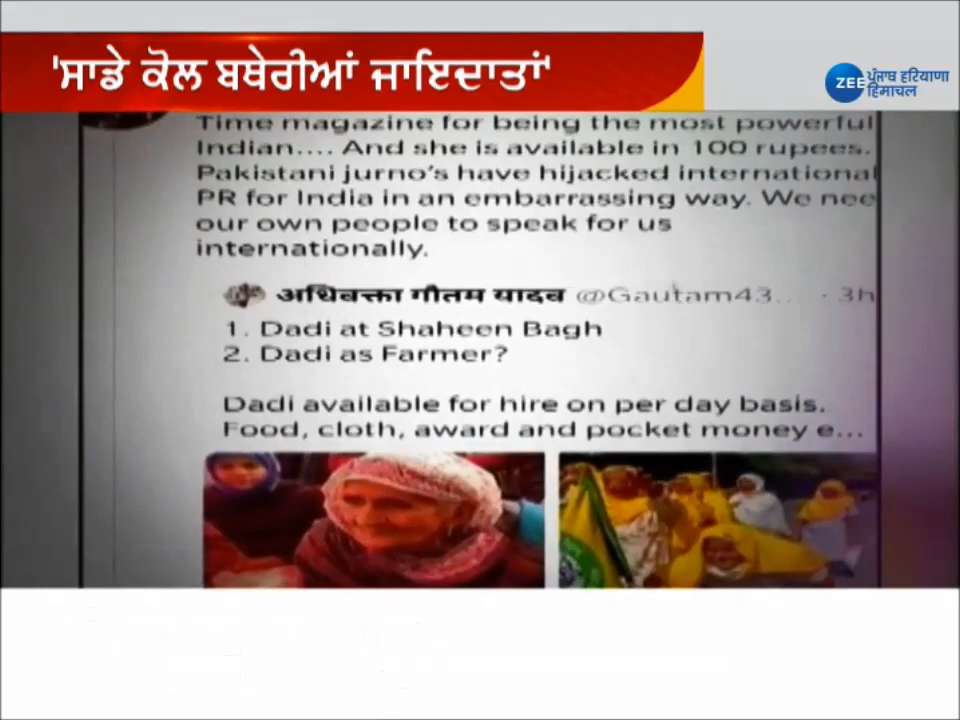 'ਸਾਡੇ ਕੋਲ ਬਥੇਰੀਆਂ ਜਾਇਦਾਤਾਂ'
ZEE ਪੰਜਾਬ ਹਰਿਆਣਾ
ਹਿਮਾਚਲ
Time magazine for being the most powerful
Indian.... And she is available in 100 rupees.
Pakistani jurno's have hijacked international
PR for India in an embarrassing way. We nee
our own people to speak for us
internationally.
अधिवक्ता गौतम यादव @Gautam43... · 3h
1. Dadi at Shaheen Bagh
2. Dadi as Farmer?
Dadi available for hire on per day basis.
Food, cloth, award and pocket money e...